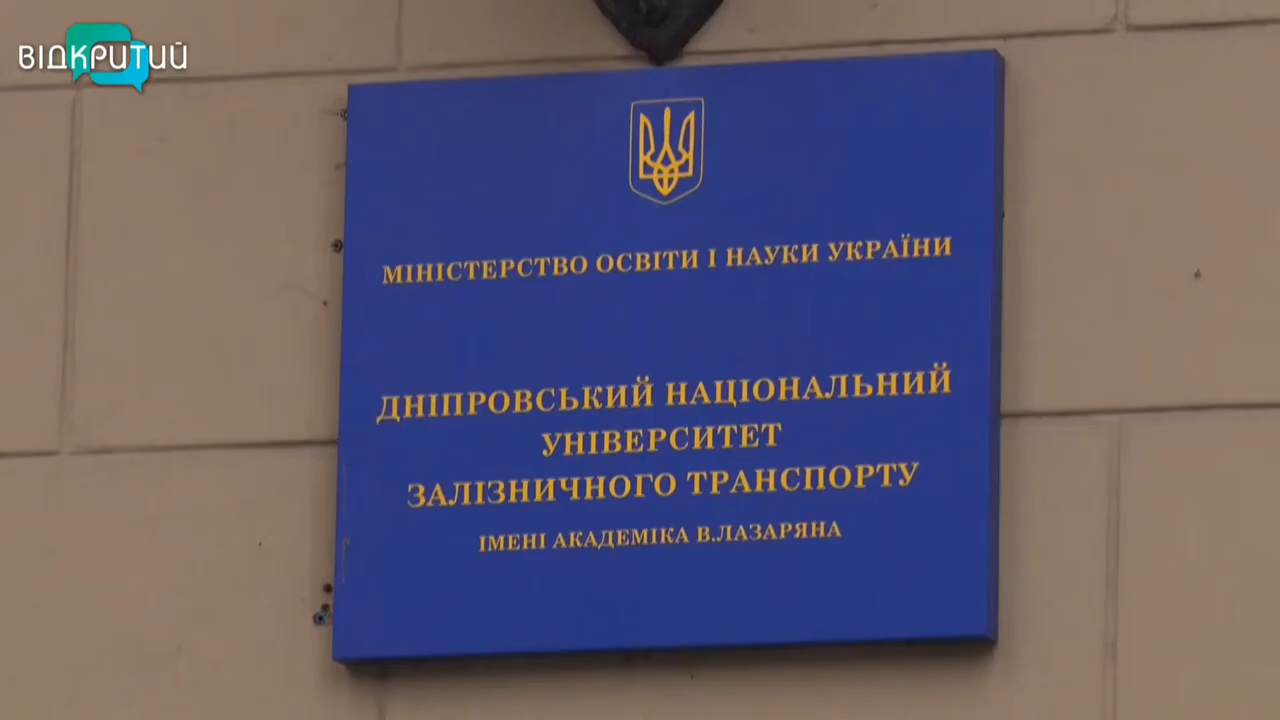 ВІДКРИТИЙ
МІНІСТЕРСТВО ОСВІТИ І НАУКИ УКРАЇНИ
ДНІПРОВСЬКИЙ НАЦІОНАЛЬНИЙ
УНІВЕРСИТЕТ
ЗАЛІЗНИЧНОГО ТРАНСПОРТУ
ІМЕНІ АКАДЕМІКА В.ЛАЗАРЯНА